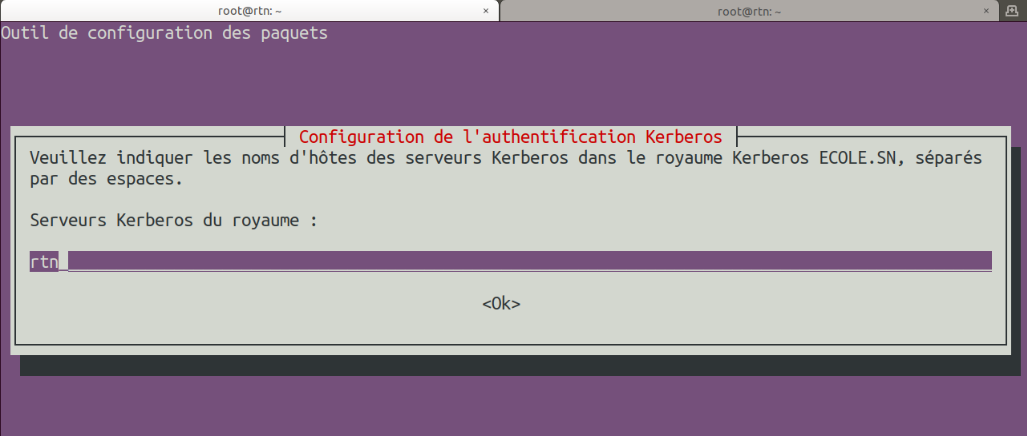 root@rtn: ~ × root@rtn: ~ ×
Outil de configuration des paquets
Configuration de l'authentification Kerberos
Veuillez indiquer les noms d'hôtes des serveurs Kerberos dans le royaume Kerberos ECOLE.SN, séparés
par des espaces.
Serveurs Kerberos du royaume :
rtn
<Ok>